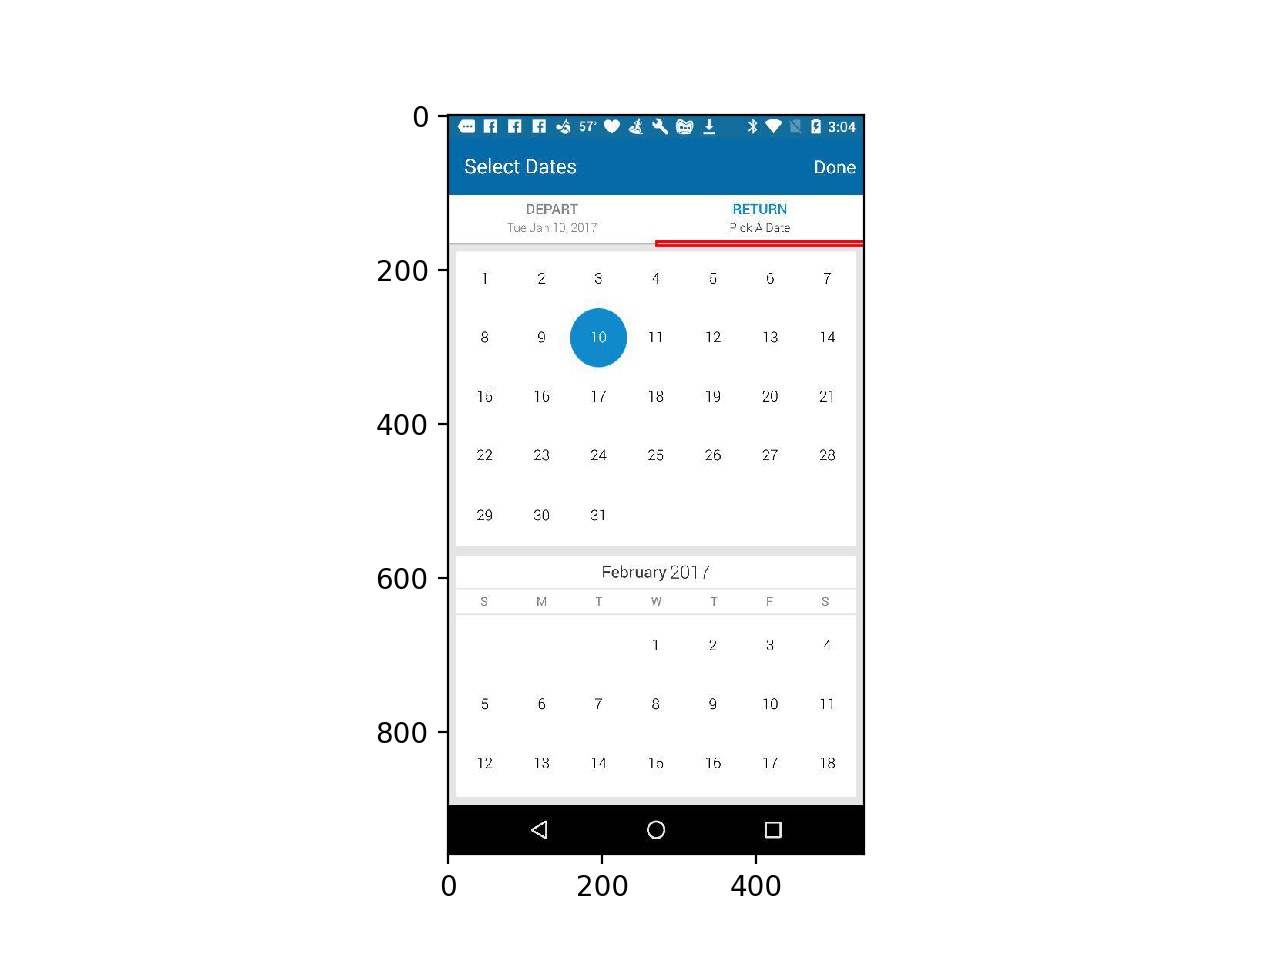 0
57°
3:04
Select Dates
Done
DEPART
RETURN
Tue Jan 10, 2017
Pick A Date
200
1 2 3 4 5 6 7
8 9 10 11 12 13 14
15 16 17 18 19 20 21
400
22 23 24 25 26 27 28
29 30 31
600
February 2017
S M T W T F S
1 2 3 4
5 6 7 8 9 10 11
800
12 13 14 15 16 17 18
0 200 400